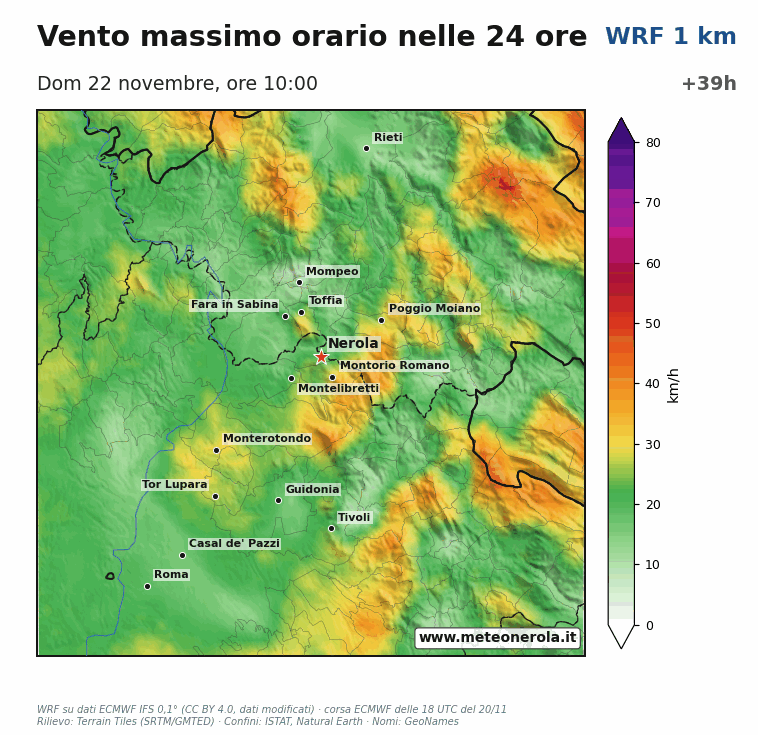 Vento massimo orario nelle 24 ore WRF 1 km
Dom 22 novembre, ore 10:00 +39h
Rieti
Mompeo
Fara in Sabina
Toffia
Poggio Moiano
Nerola
Montorio Romano
Montelibretti
Monterotondo
Tor Lupara
Guidonia
Tivoli
Casal de' Pazzi
Roma
www.meteonerola.it
80
70
60
50
40
30
20
10
0
km/h
WRF su dati ECMWF IFS 0,1° (CC BY 4.0, dati modificati) · corsa ECMWF delle 18 UTC del 20/11
Rilievo: Terrain Tiles (SRTM/GMTED) · Confini: ISTAT, Natural Earth · Nomi: GeoNames